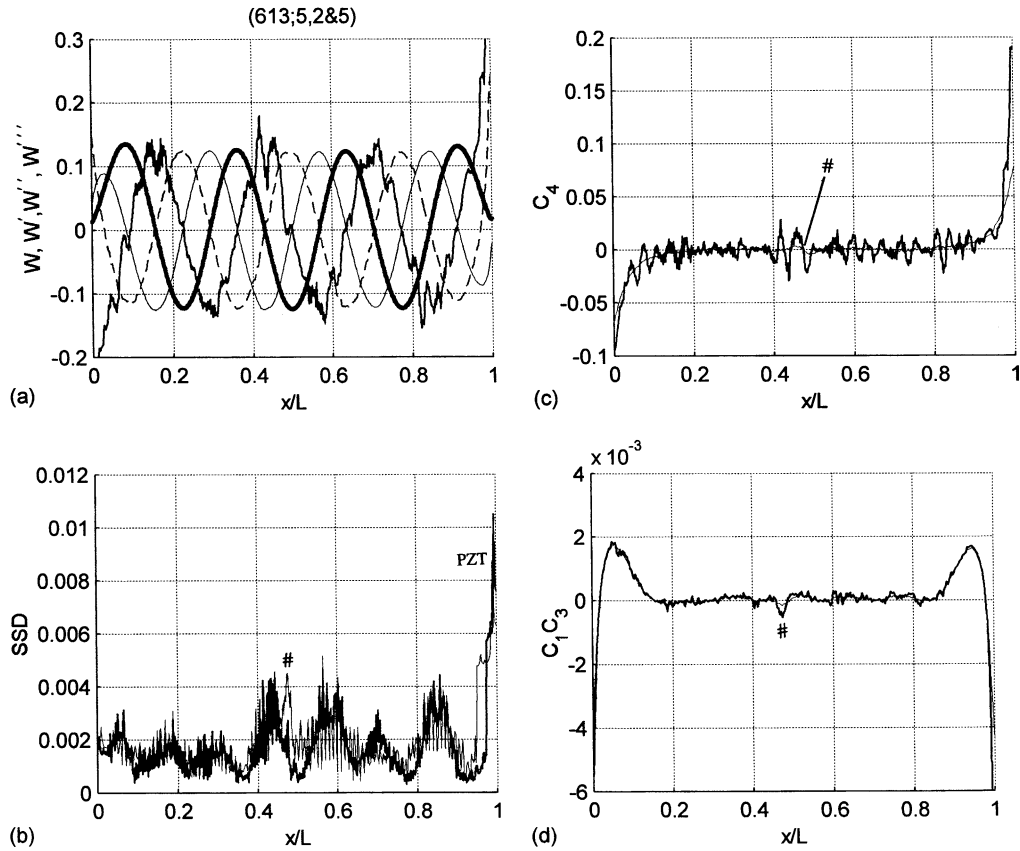 (613;5,2&5)
W, W', W'', W'''
0.3
0.2
0.1
0
-0.1
-0.2
0 0.2 0.4 0.6 0.8 1
x/L
(a)
C4
0.2
0.15
0.1
0.05
0
-0.05
-0.1
#
0 0.2 0.4 0.6 0.8 1
x/L
(c)
SSD
0.012
0.01
0.008
0.006
0.004
0.002
0
PZT
#
0 0.2 0.4 0.6 0.8 1
x/L
(b)
x 10^-3
C1 C3
4
2
0
-2
-4
-6
#
0 0.2 0.4 0.6 0.8 1
x/L
(d)